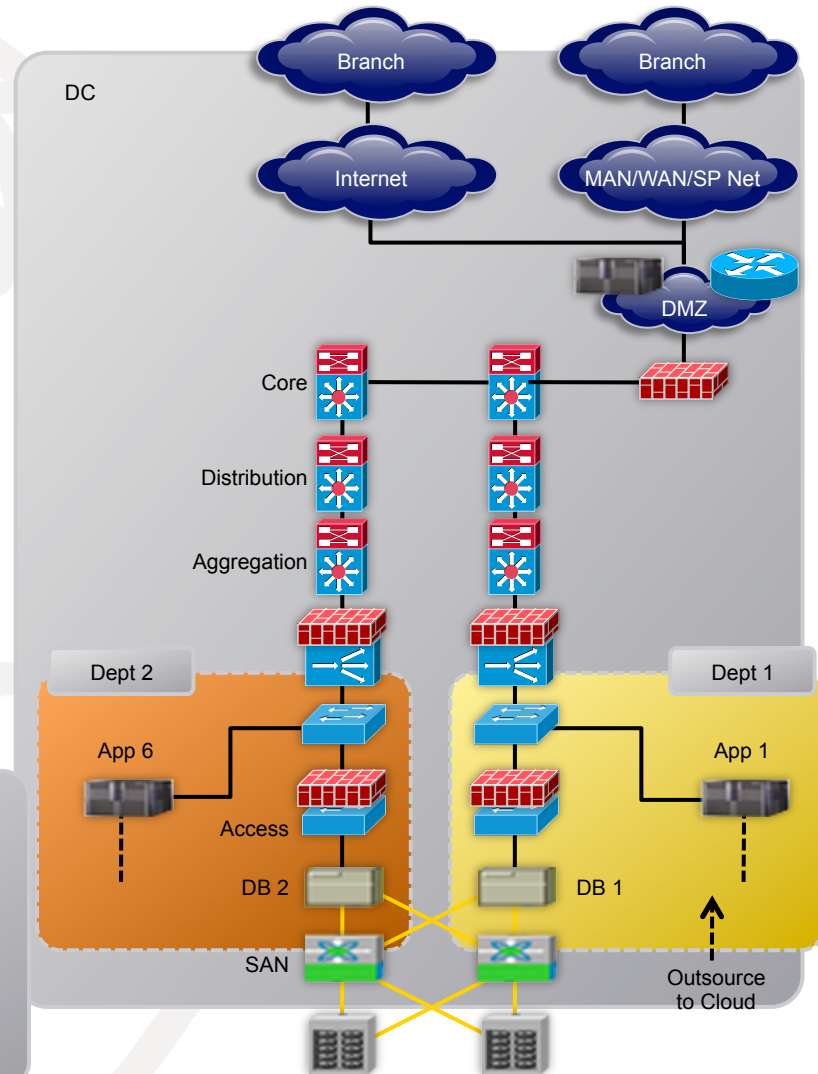 Branch
Branch
DC
Internet
MAN/WAN/SP Net
DMZ
Core
Distribution
Aggregation
Dept 2
Dept 1
App 6
App 1
Access
DB 2
DB 1
SAN
Outsource
to Cloud